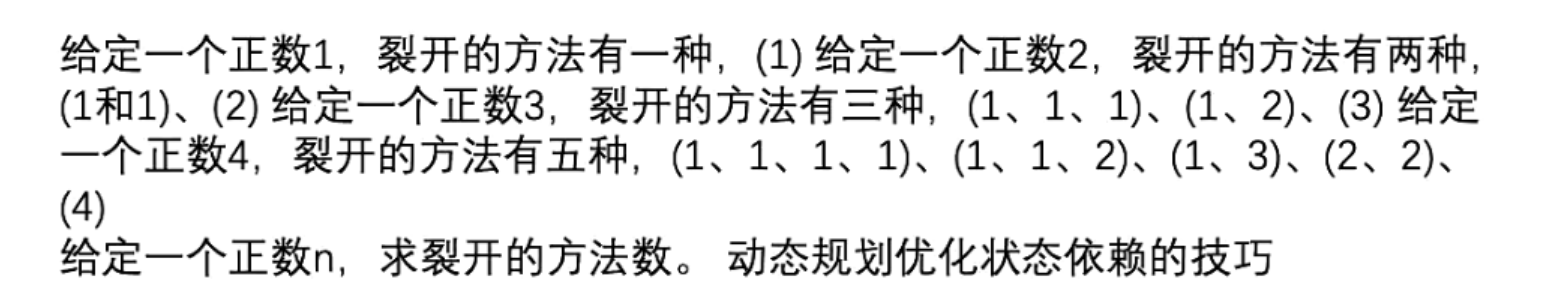 给定一个正数1，裂开的方法有一种，(1) 给定一个正数2，裂开的方法有两种，
(1和1)、(2) 给定一个正数3，裂开的方法有三种，(1、1、1)、(1、2)、(3) 给定
一个正数4，裂开的方法有五种，(1、1、1、1)、(1、1、2)、(1、3)、(2、2)、
(4)
给定一个正数n，求裂开的方法数。 动态规划优化状态依赖的技巧